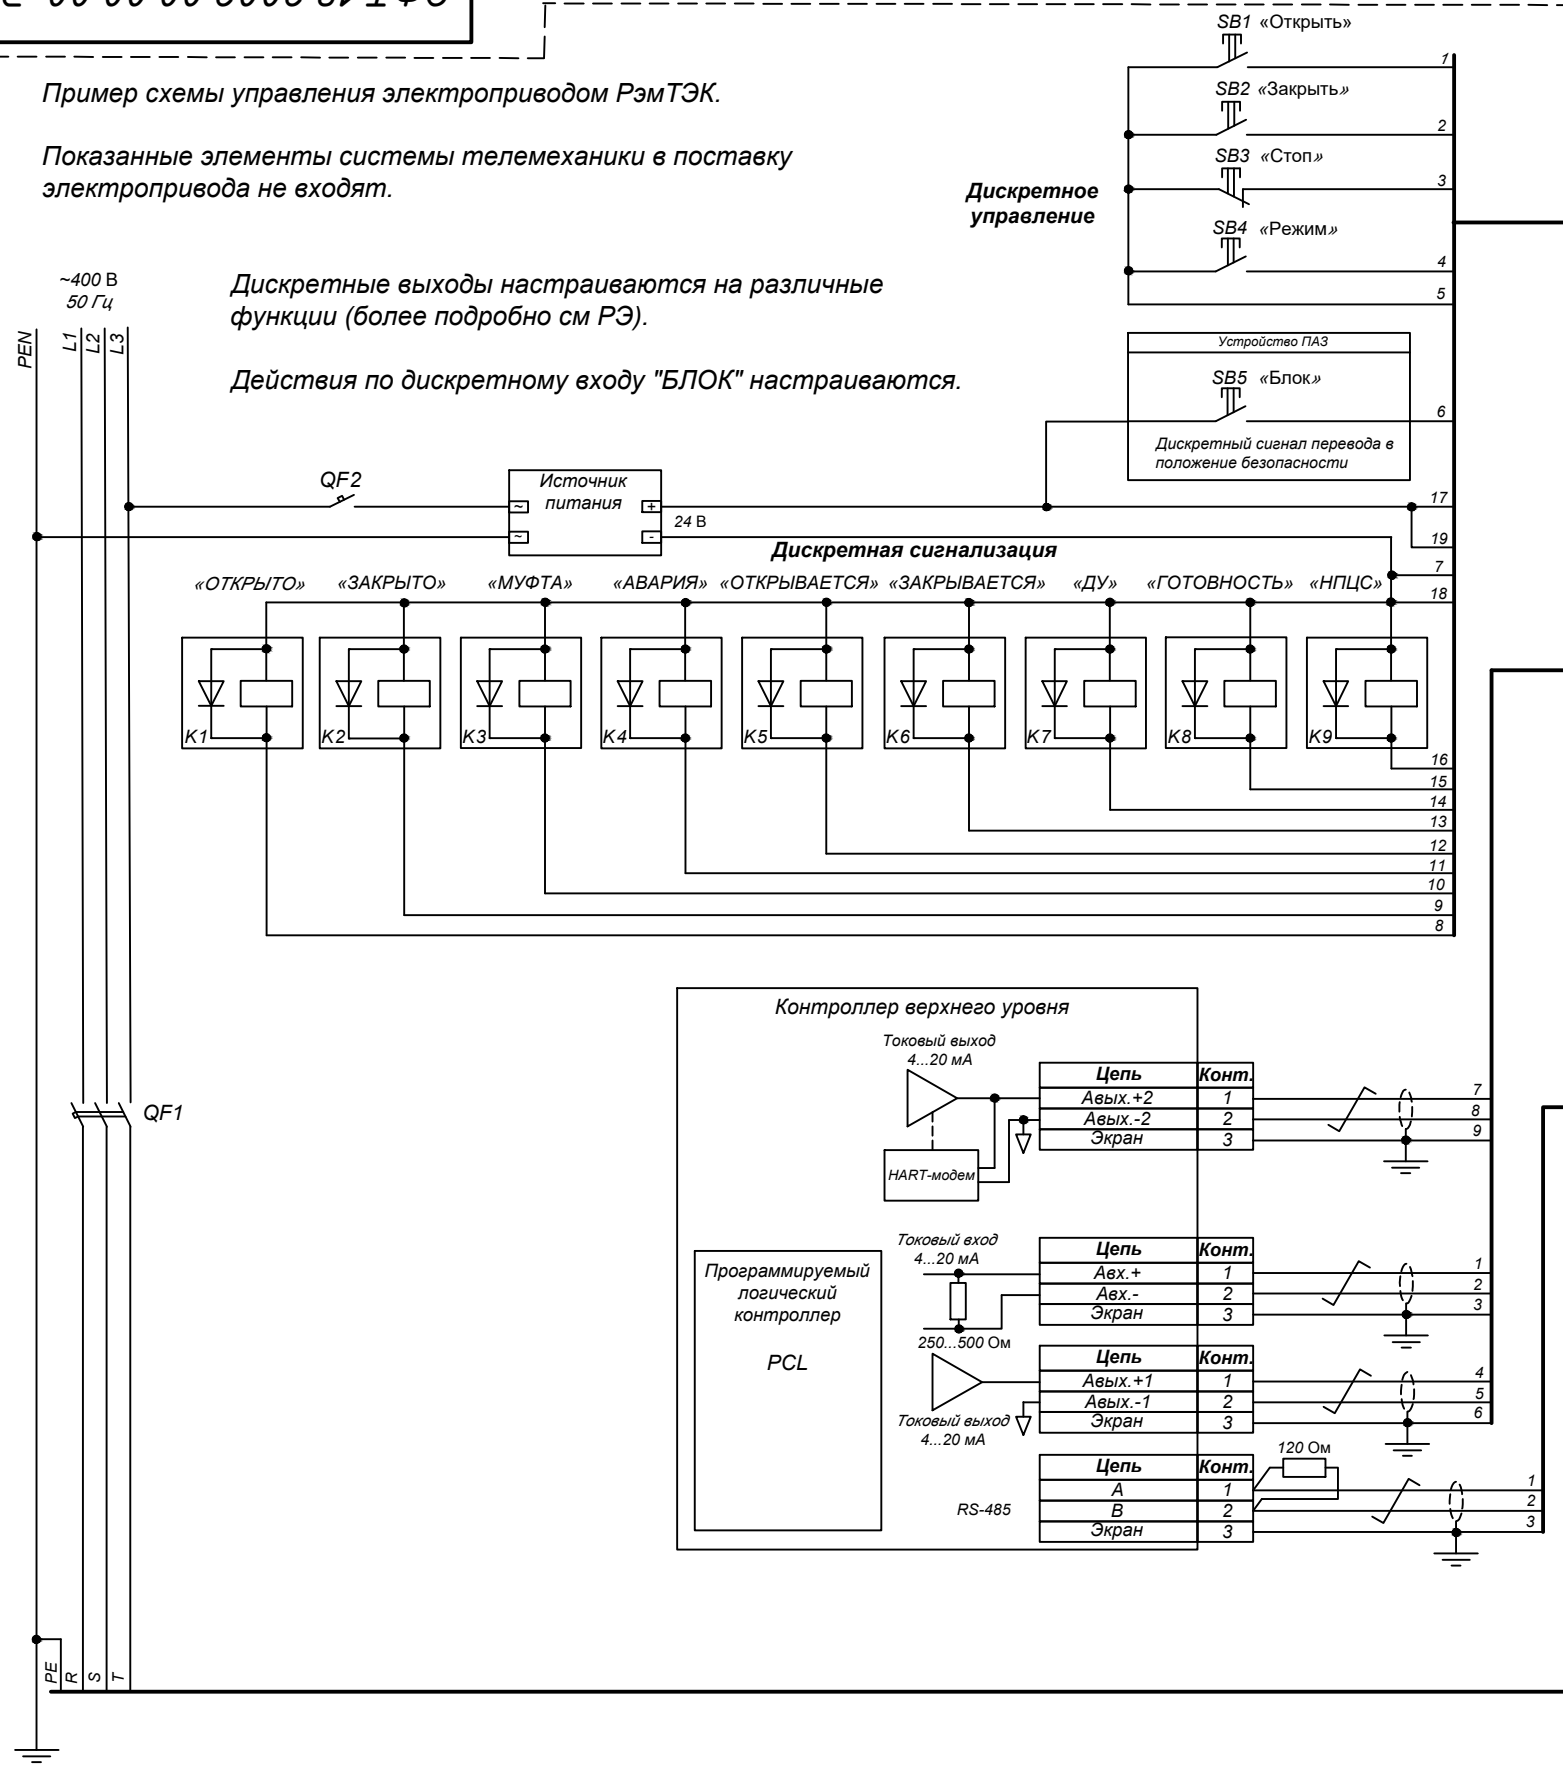 SB1 «Открыть»
1
Пример схемы управления электроприводом РэмТЭК.
SB2 «Закрыть»
2
Показанные элементы системы телемеханики в поставку
электропривода не входят.
SB3 «Стоп»
3
Дискретное
управление
SB4 «Режим»
4
5
~400 В
50 Гц
Дискретные выходы настраиваются на различные
функции (более подробно см РЭ).
PEN
L1
L2
L3
Устройство ПАЗ
Действия по дискретному входу "БЛОК" настраиваются.
SB5 «Блок»
6
Дискретный сигнал перевода в
положение безопасности
QF2
Источник
питания
~
+
~
-
24 В
17
19
7
18
Дискретная сигнализация
«ОТКРЫТО» «ЗАКРЫТО» «МУФТА» «АВАРИЯ» «ОТКРЫВАЕТСЯ» «ЗАКРЫВАЕТСЯ» «ДУ» «ГОТОВНОСТЬ» «НПЦС»
K1 K2 K3 K4 K5 K6 K7 K8 K9
16
15
14
13
12
11
10
9
8
Контроллер верхнего уровня
Токовый выход
4...20 мА
Цепь Конт.
Авых.+2 1 7
Авых.-2 2 8
Экран 3 9
HART-модем
QF1
Программируемый
логический
контроллер
PCL
Токовый вход
4...20 мА
250...500 Ом
Цепь Конт.
Авх.+ 1 1
Авх.- 2 2
Экран 3 3
Цепь Конт.
Авых.+1 1 4
Авых.-1 2 5
Экран 3 6
Токовый выход
4...20 мА
RS-485
120 Ом
Цепь Конт.
A 1 1
B 2 2
Экран 3 3
PE
R
S
T